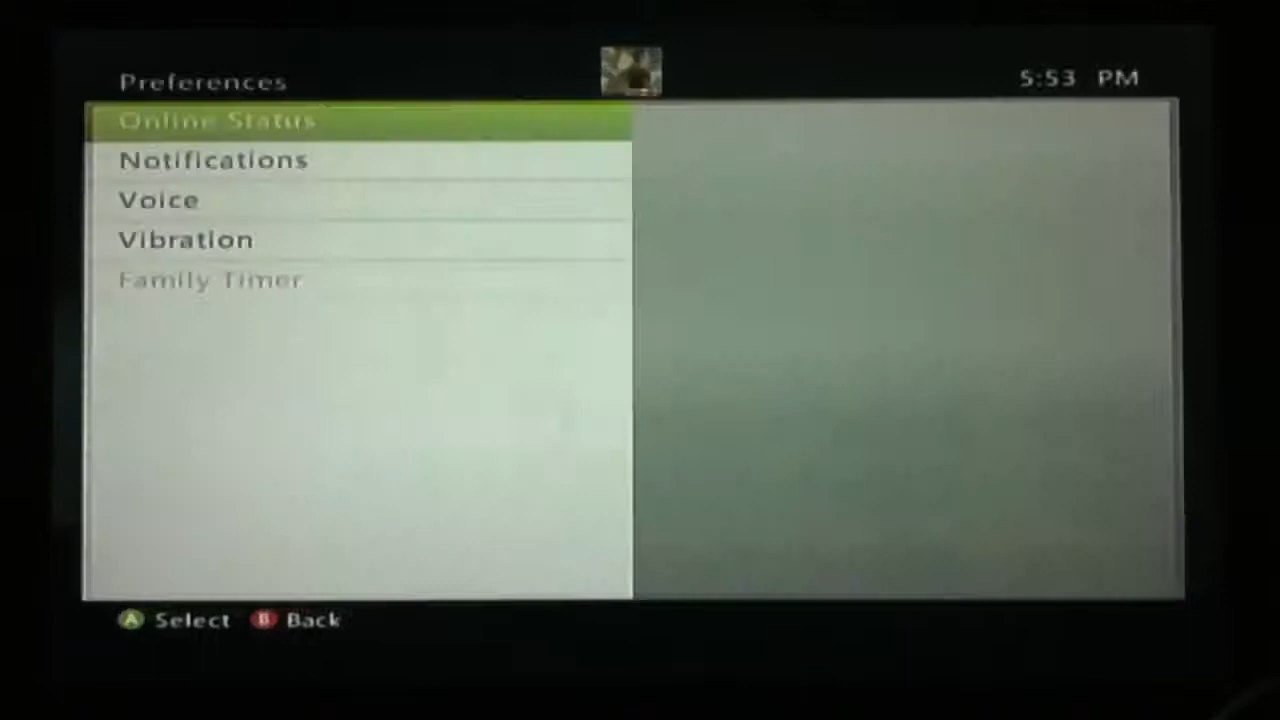 Preferences
5:53 PM
Online Status
Notifications
Voice
Vibration
Family Timer
A Select B Back